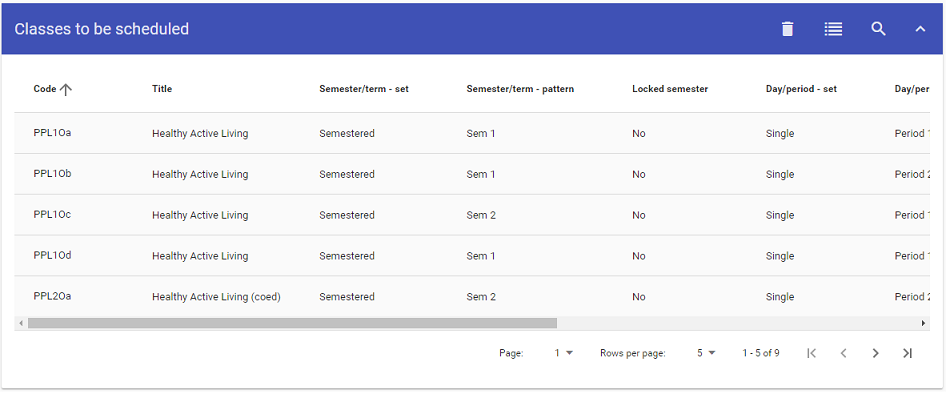 Classes to be scheduled
Code Title Semester/term - set Semester/term - pattern Locked semester Day/period - set Day/per
PPL1Oa Healthy Active Living Semestered Sem 1 No Single Period 1
PPL1Ob Healthy Active Living Semestered Sem 1 No Single Period 2
PPL1Oc Healthy Active Living Semestered Sem 2 No Single Period 1
PPL1Od Healthy Active Living Semestered Sem 1 No Single Period 1
PPL2Oa Healthy Active Living (coed) Semestered Sem 2 No Single Period 2
Page: 1 Rows per page: 5 1 - 5 of 9